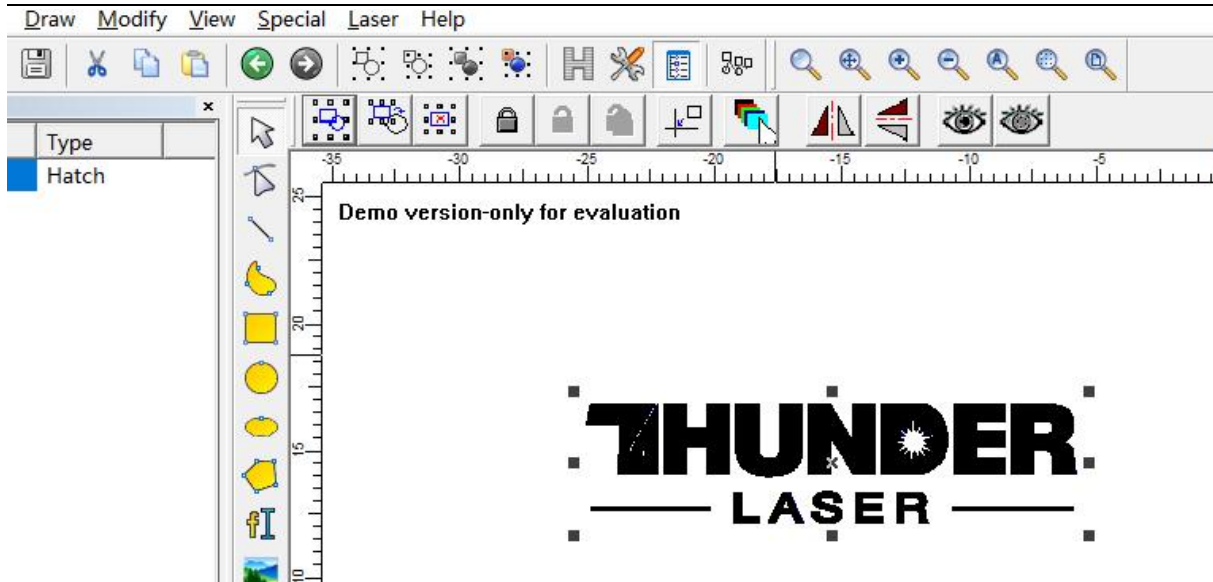 Draw Modify View Special Laser Help
Type
Hatch
-35 -30 -25 -20 -15 -10 -5
25
Demo version-only for evaluation
20
15
10
THUNDER
LASER